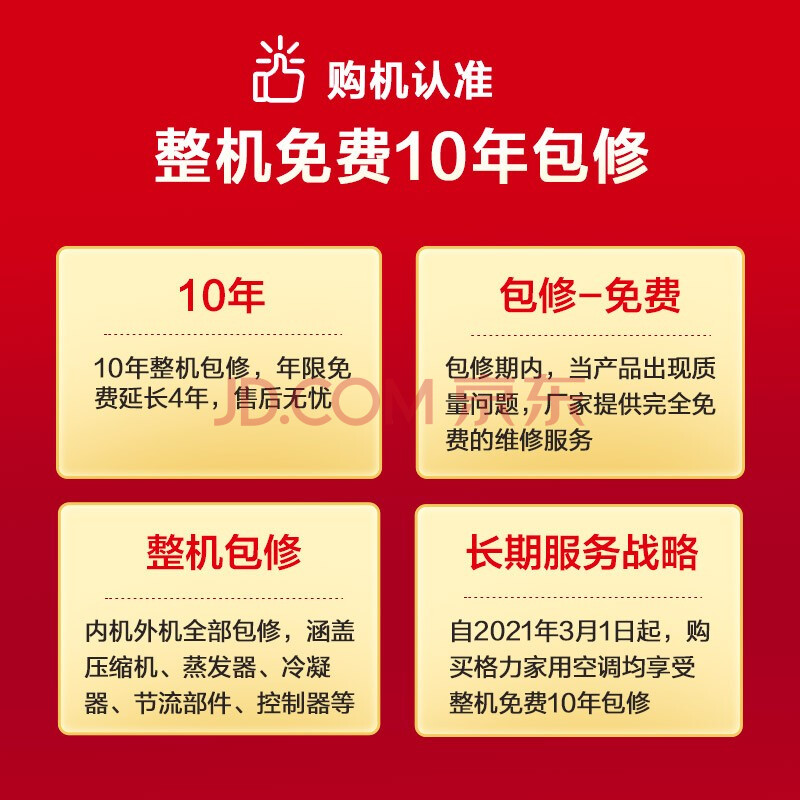 购机认准
整机免费10年包修
10年
10年整机包修，年限免
费延长4年，售后无忧
包修-免费
包修期内，当产品出现质
量问题，厂家提供完全免
费的维修服务
JD.COM 京东
整机包修
内机外机全部包修，涵盖
压缩机、蒸发器、冷凝
器、节流部件、控制器等
长期服务战略
自2021年3月1日起，购
买格力家用空调均享受
整机免费10年包修